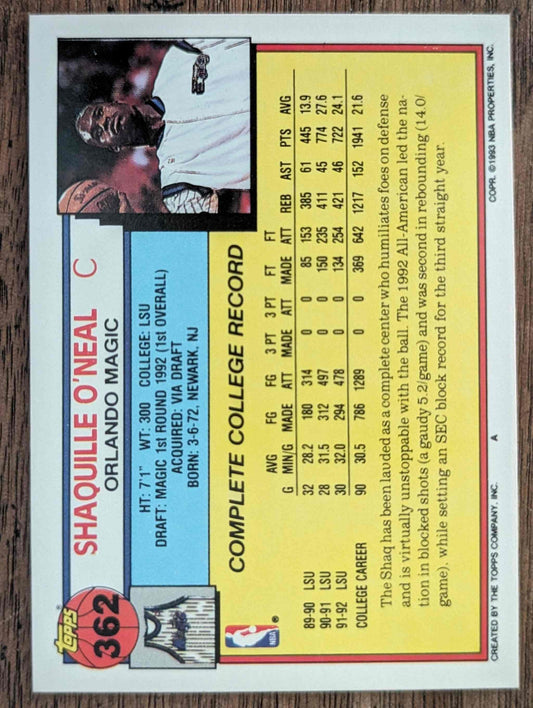 TOPPS
362
SHAQUILLE O'NEAL C
ORLANDO MAGIC
HT: 7'1" WT: 300 COLLEGE: LSU
DRAFT: MAGIC 1st ROUND 1992 (1st OVERALL)
ACQUIRED: VIA DRAFT
BORN: 3-6-72, NEWARK, NJ
NBA ®
COMPLETE COLLEGE RECORD
AVG FG FG 3 PT 3 PT FT FT
G MIN/G MADE ATT MADE ATT MADE ATT REB AST PTS AVG
89-90 LSU 32 28.2 180 314 0 0 85 153 385 61 445 13.9
90-91 LSU 28 31.5 312 497 0 0 150 235 411 45 774 27.6
91-92 LSU 30 32.0 294 478 0 0 134 254 421 46 722 24.1
COLLEGE CAREER 90 30.5 786 1289 0 0 369 642 1217 152 1941 21.6
The Shaq has been lauded as a complete center who humiliates foes on defense
and is virtually unstoppable with the ball. The 1992 All-American led the na-
tion in blocked shots (a gaudy 5.2/game) and was second in rebounding (14.0/
game), while setting an SEC block record for the third straight year.
CREATED BY THE TOPPS COMPANY, INC. A COPR. ©1993 NBA PROPERTIES, INC.